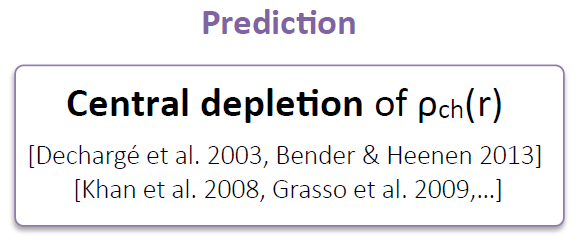 Prediction
Central depletion of ρch(r)
[Dechargé et al. 2003, Bender & Heenen 2013]
[Khan et al. 2008, Grasso et al. 2009,…]